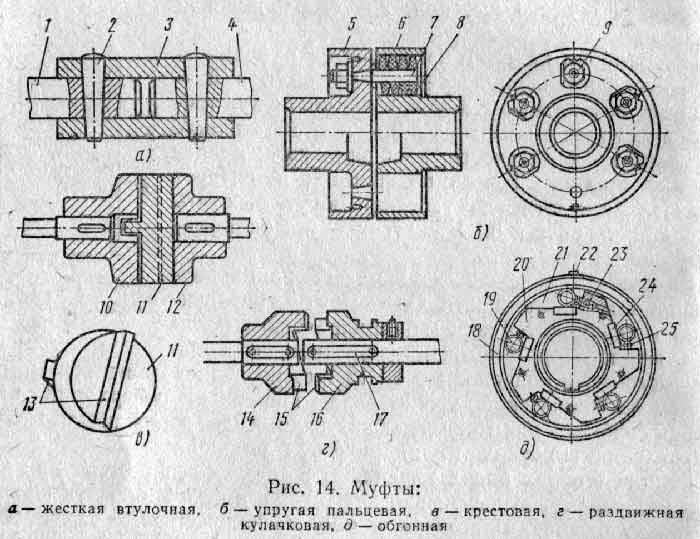 1 2 3 4
а)
5 6 7 8
9
б)
10 11 12
13 11
в)
14 15 16 17
г)
18 19 20 21 22 23 24 25
д)
Рис. 14. Муфты:
а — жесткая втулочная, б — упругая пальцевая, в — крестовая, г — раздвижная
кулачковая, д — обгонная